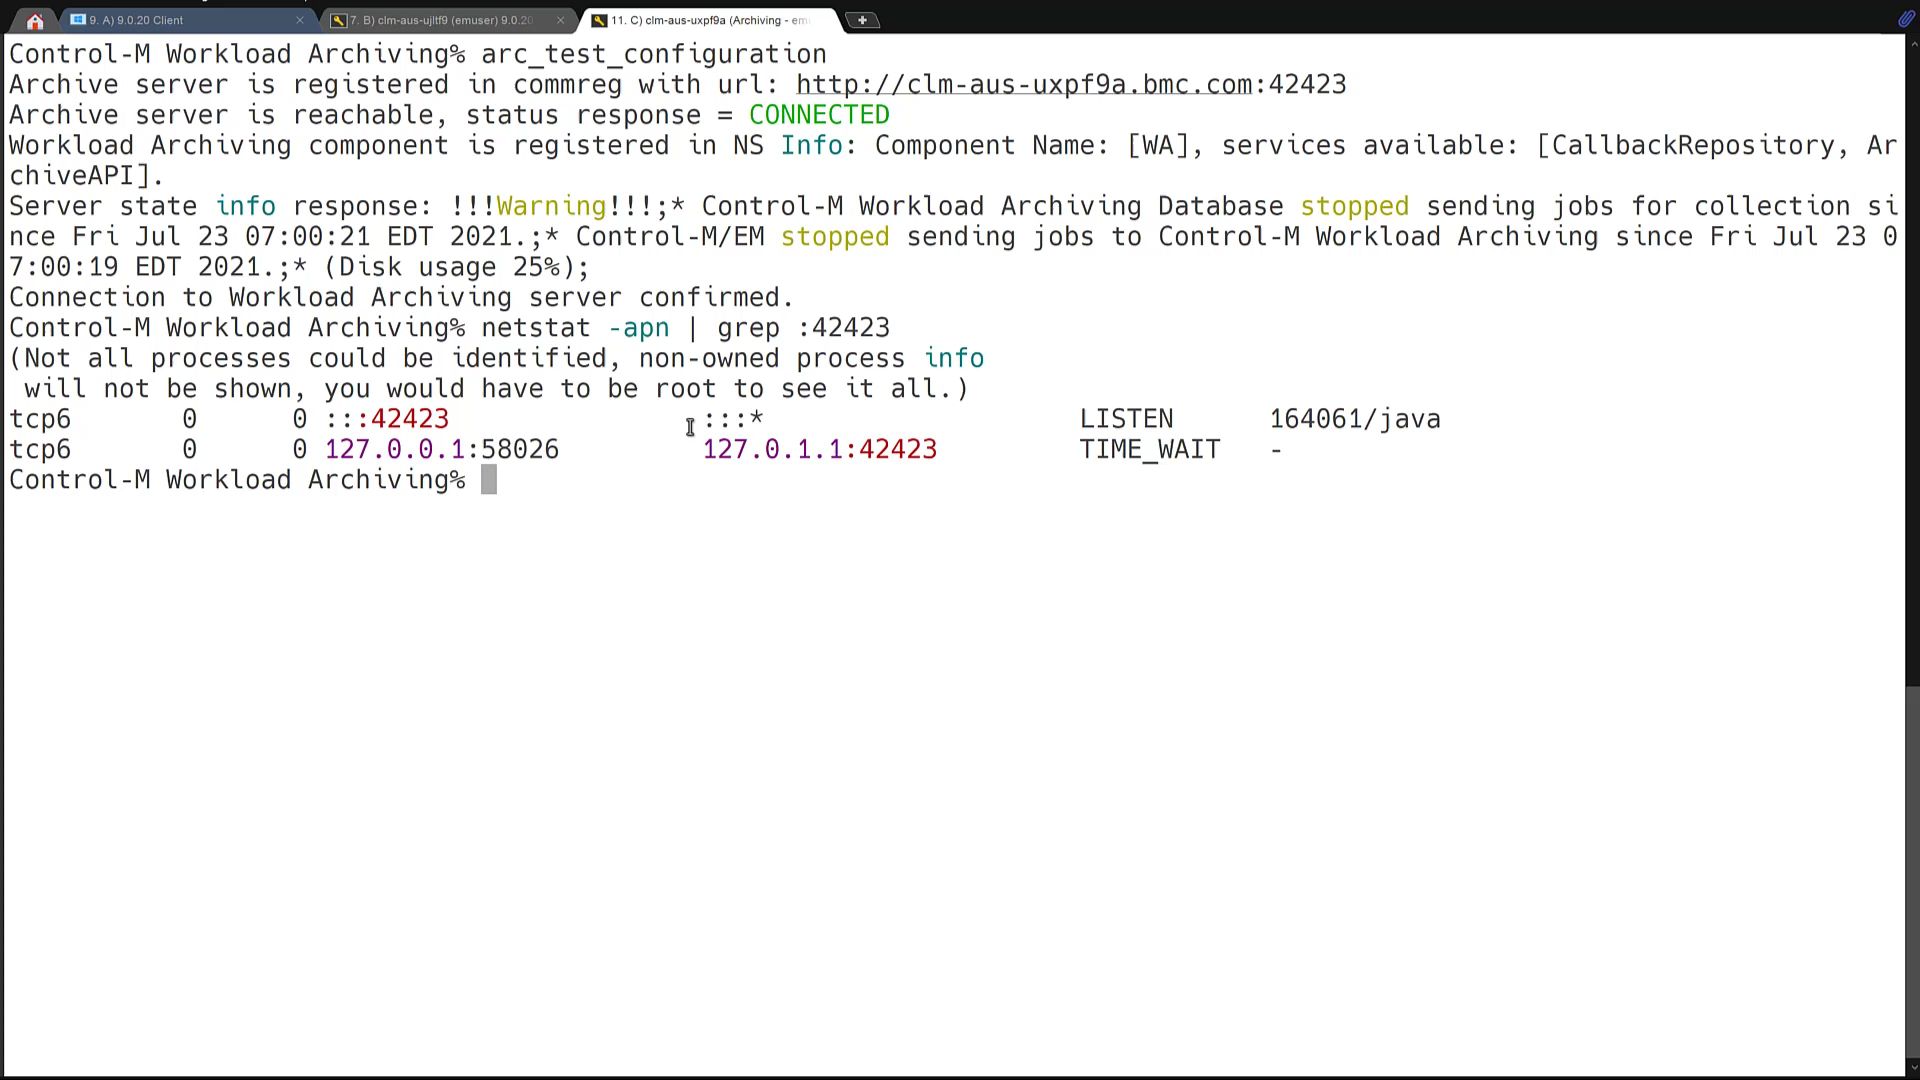 9. A) 9.0.20 Client
7. B) clm-aus-ujltf9 (emuser) 9.0.20
11. C) clm-aus-uxpf9a (Archiving - em
Control-M Workload Archiving% arc_test_configuration
Archive server is registered in commreg with url: http://clm-aus-uxpf9a.bmc.com:42423
Archive server is reachable, status response = CONNECTED
Workload Archiving component is registered in NS Info: Component Name: [WA], services available: [CallbackRepository, Ar
chiveAPI].
Server state info response: !!!Warning!!!;* Control-M Workload Archiving Database stopped sending jobs for collection si
nce Fri Jul 23 07:00:21 EDT 2021.;* Control-M/EM stopped sending jobs to Control-M Workload Archiving since Fri Jul 23 0
7:00:19 EDT 2021.;* (Disk usage 25%);
Connection to Workload Archiving server confirmed.
Control-M Workload Archiving% netstat -apn | grep :42423
(Not all processes could be identified, non-owned process info
will not be shown, you would have to be root to see it all.)
tcp6 0 0 :::42423 :::* LISTEN 164061/java
tcp6 0 0 127.0.0.1:58026 127.0.1.1:42423 TIME_WAIT -
Control-M Workload Archiving%